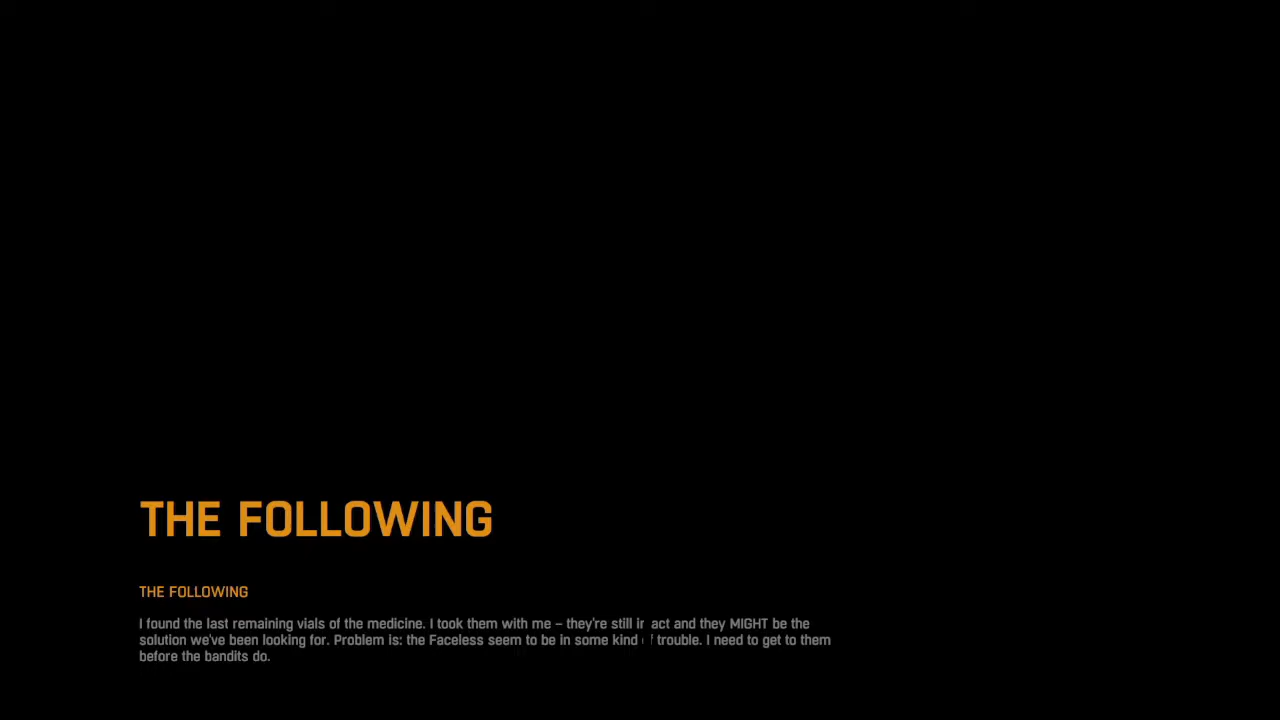 THE FOLLOWING
THE FOLLOWING
I found the last remaining vials of the medicine. I took them with me – they're still intact and they MIGHT be the
solution we've been looking for. Problem is: the Faceless seem to be in some kind of trouble. I need to get to them
before the bandits do.